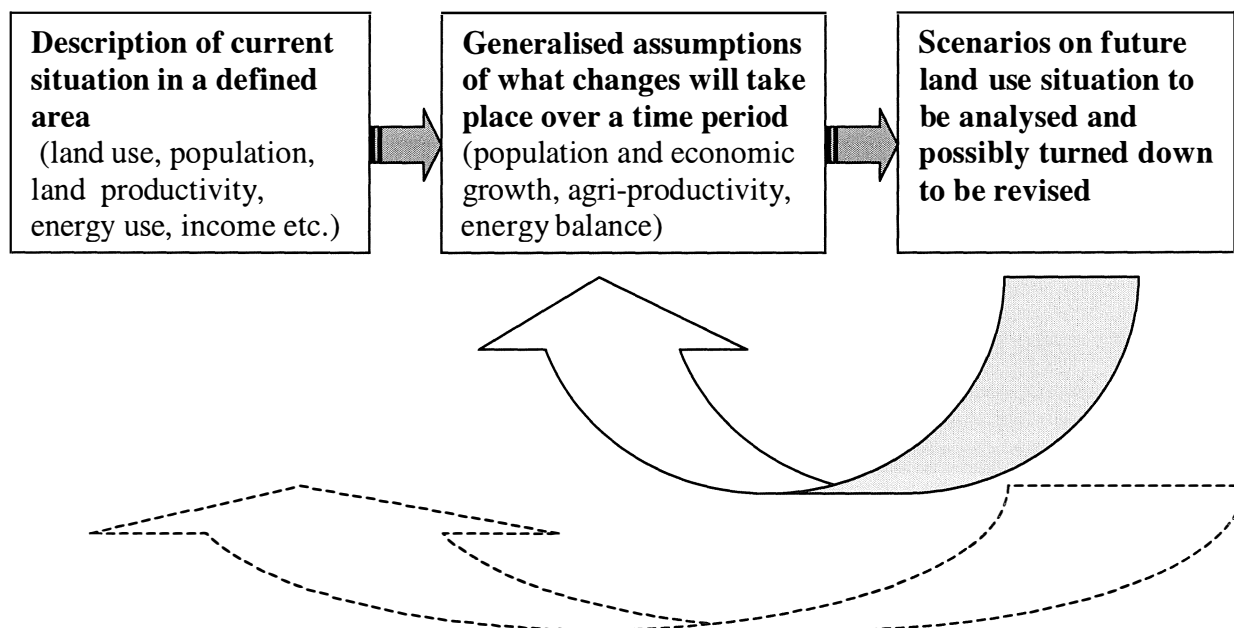 Description of current
situation in a defined
area
(land use, population,
land productivity,
energy use, income etc.)
Generalised assumptions
of what changes will take
place over a time period
(population and economic
growth, agri-productivity,
energy balance)
Scenarios on future
land use situation to
be analysed and
possibly turned down
to be revised